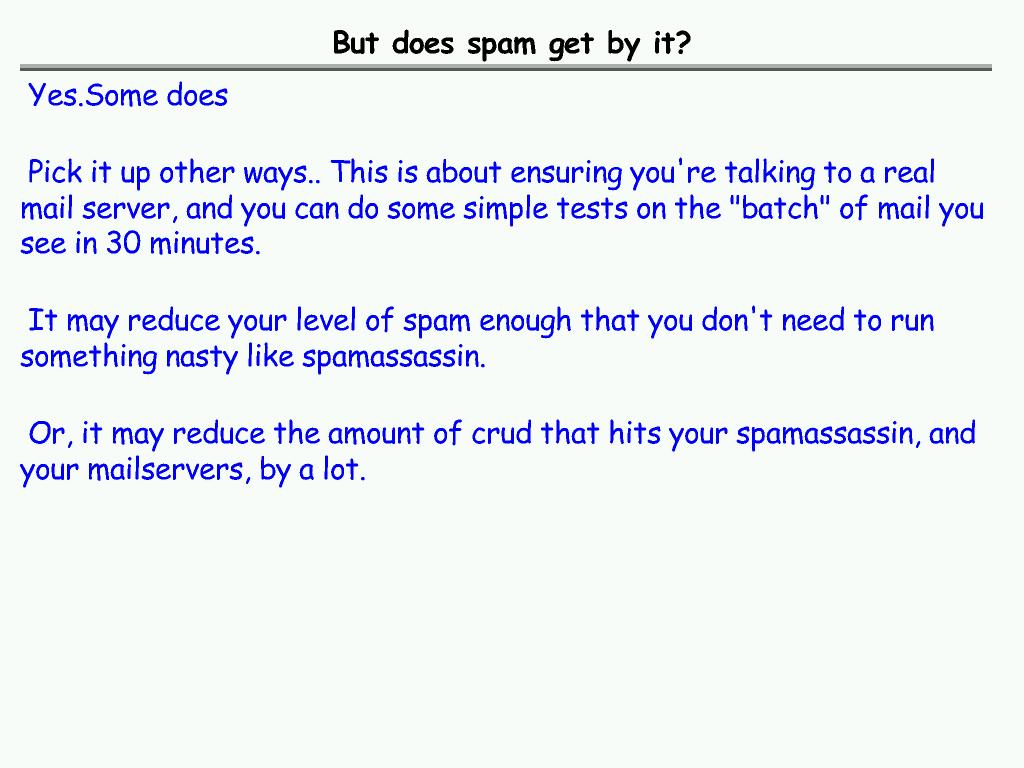 But does spam get by it?
Yes.Some does
Pick it up other ways.. This is about ensuring you're talking to a real
mail server, and you can do some simple tests on the "batch" of mail you
see in 30 minutes.
It may reduce your level of spam enough that you don't need to run
something nasty like spamassassin.
Or, it may reduce the amount of crud that hits your spamassassin, and
your mailservers, by a lot.